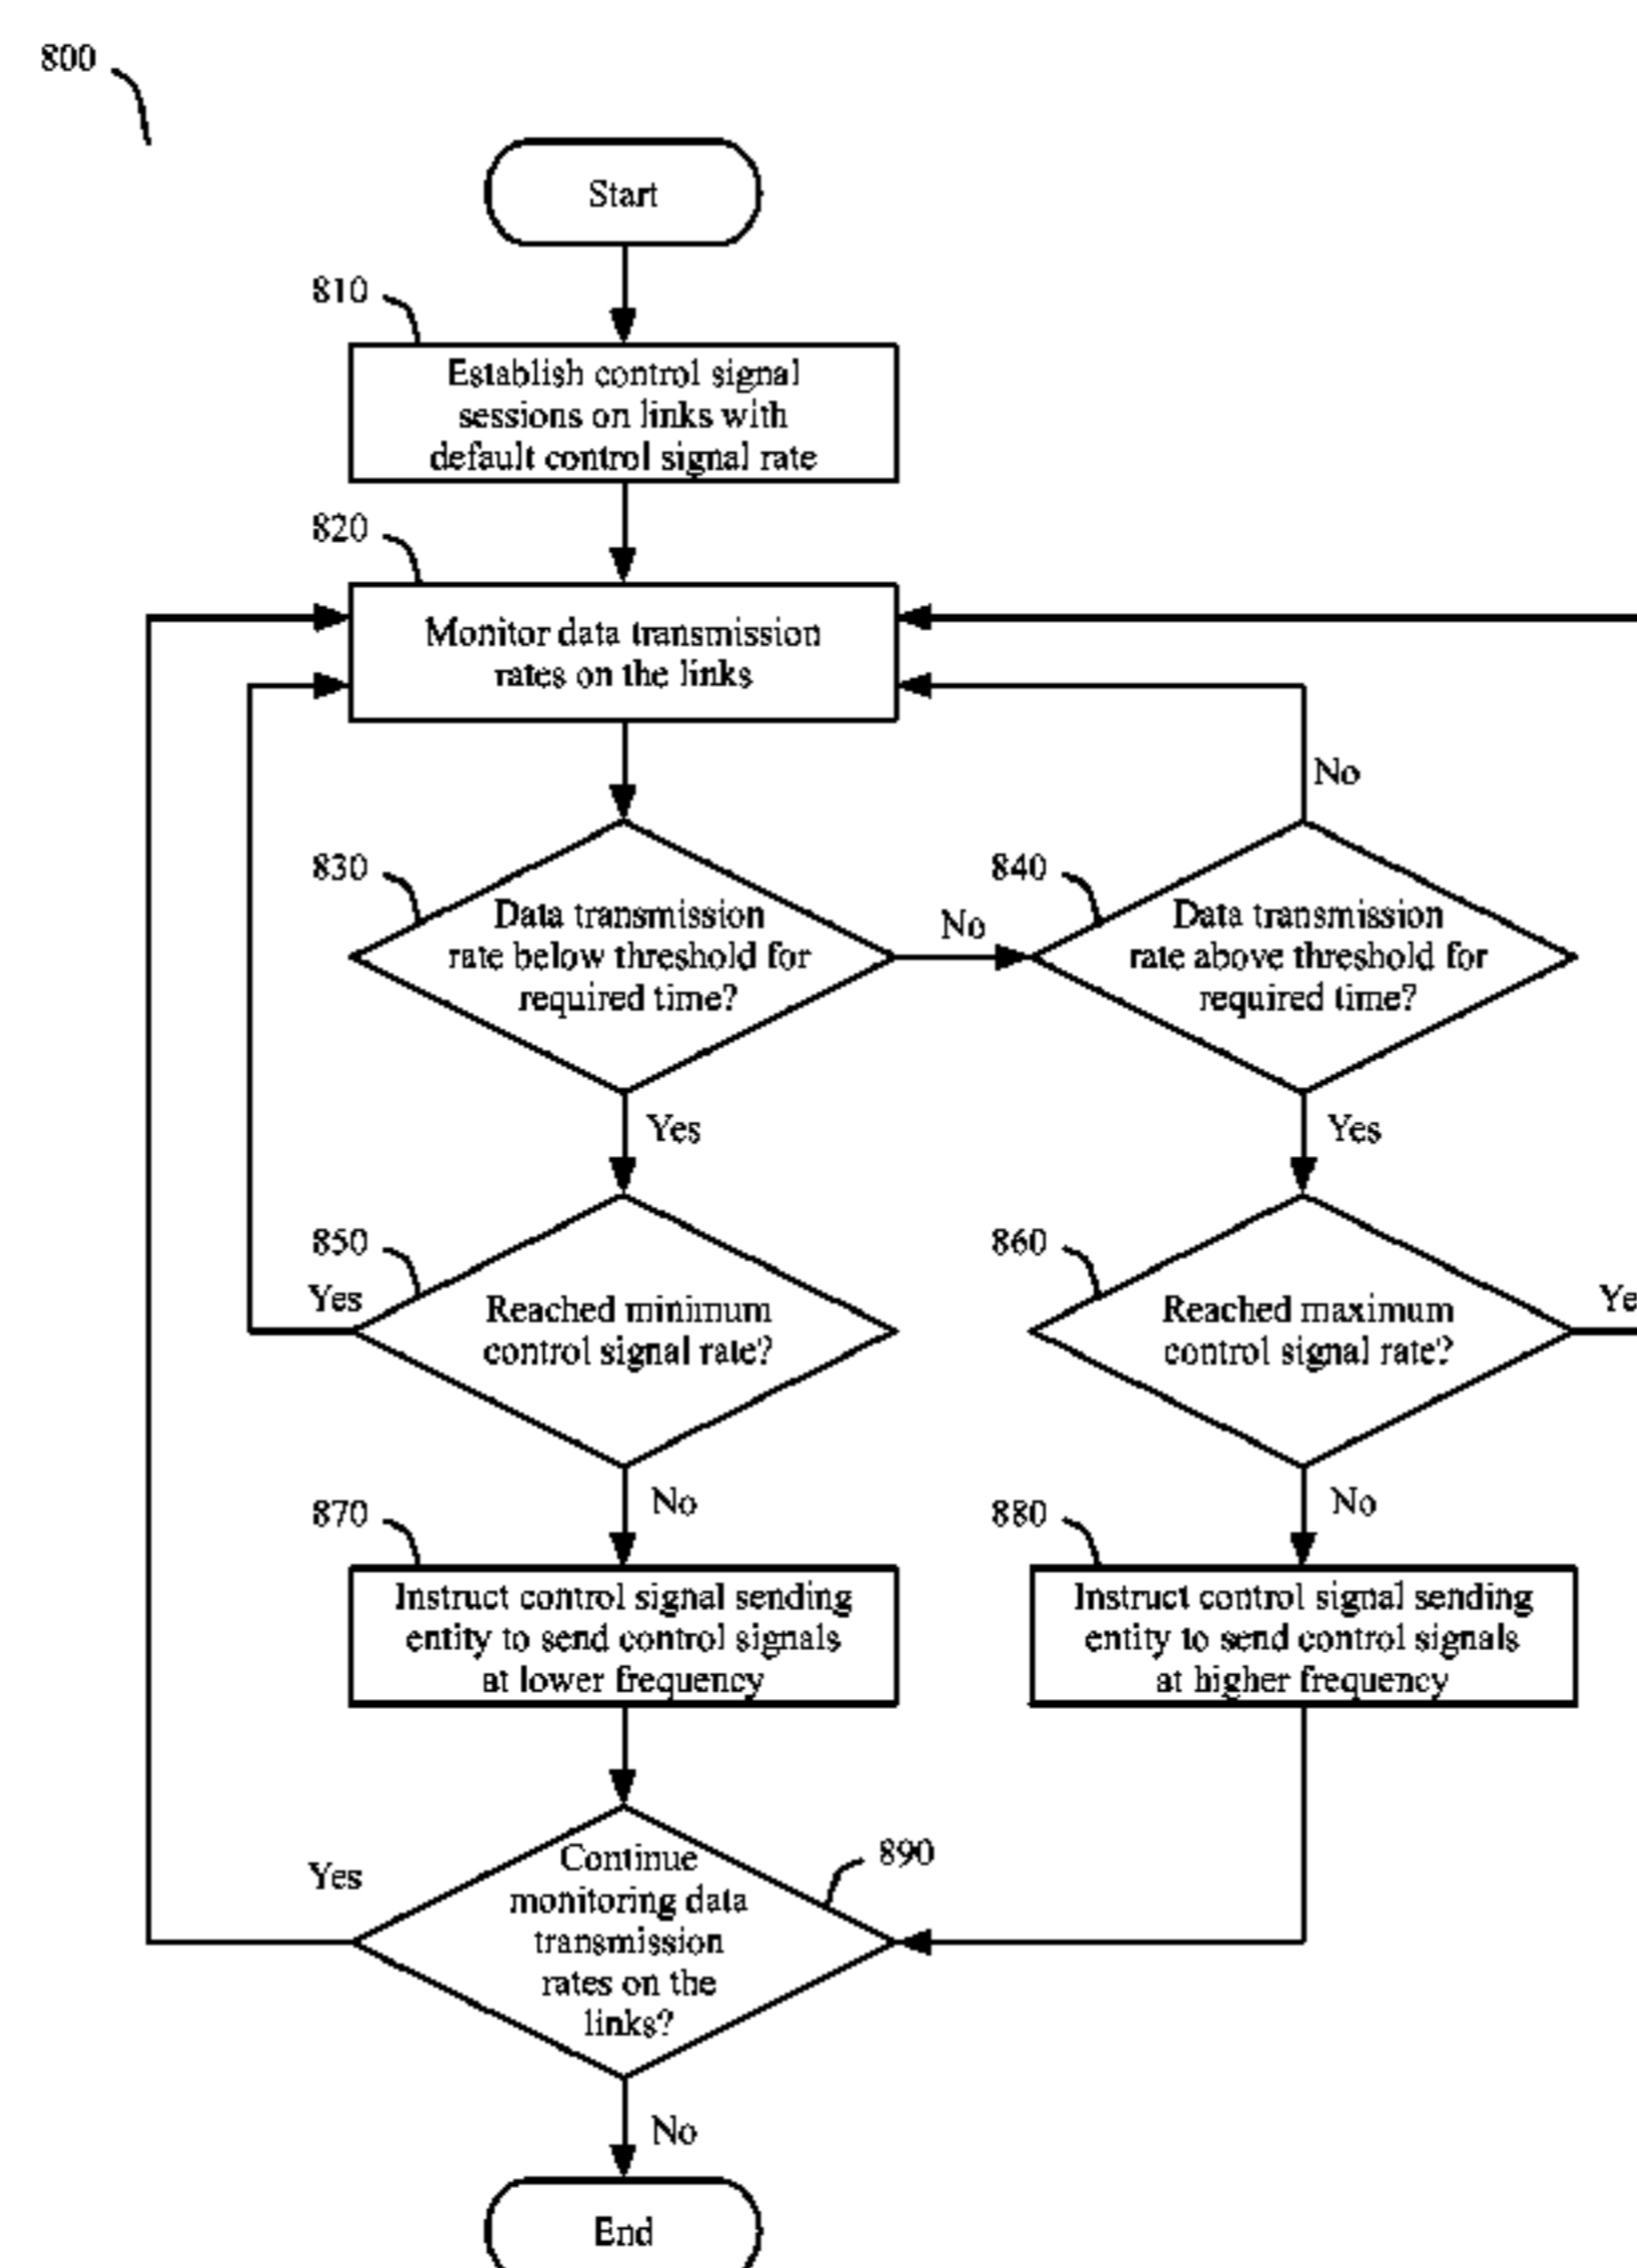 800
Start
810
Establish control signal
sessions on links with
default control signal rate
820
Monitor data transmission
rates on the links
No
830
Data transmission
rate below threshold for
required time?
No
840
Data transmission
rate above threshold for
required time?
Yes
Yes
850
Yes
Reached minimum
control signal rate?
860
Reached maximum
control signal rate?
Ye
No
No
870
Instruct control signal sending
entity to send control signals
at lower frequency
880
Instruct control signal sending
entity to send control signals
at higher frequency
Yes
Continue
monitoring data
transmission
rates on the
links?
890
No
End